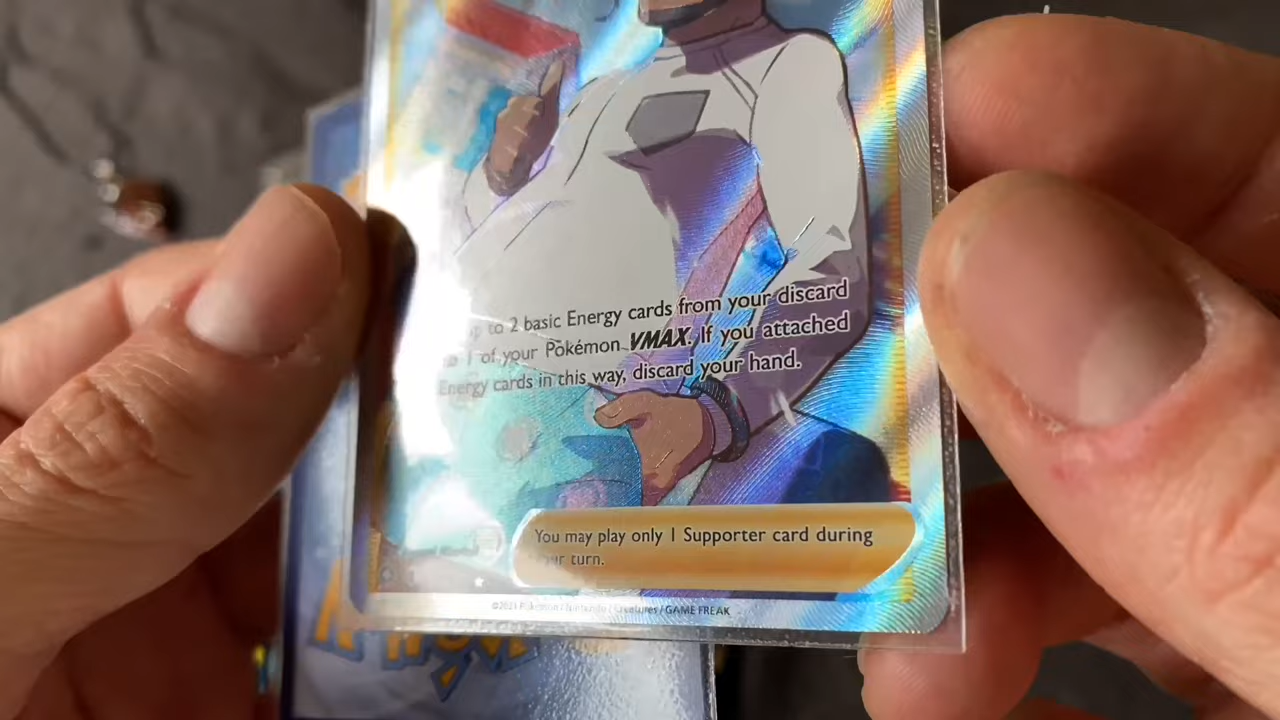 to 2 basic Energy cards from your discard
1 of your Pokémon VMAX. If you attached
Energy cards in this way, discard your hand.
You may play only 1 Supporter card during
turn.
Pokémon / Nintendo / Creatures / GAME FREAK